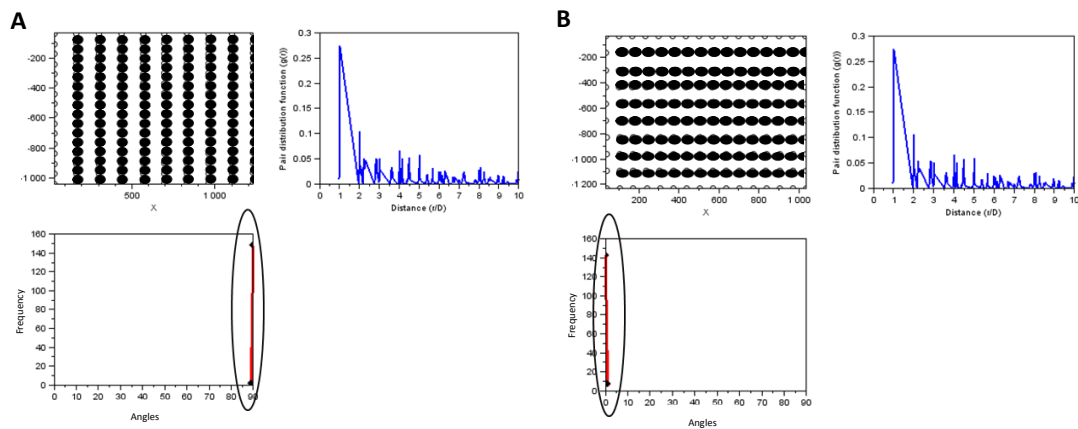 A
-200
-400
-600
-800
-1 000
500
1 000
X
0.3
0.25
0.2
0.15
0.1
0.05
0
0 1 2 3 4 5 6 7 8 9 10
Pair distribution function (g(r))
Distance (r/D)
160
140
120
100
80
60
40
20
0
0 10 20 30 40 50 60 70 80 90
Frequency
Angles
B
-200
-400
-600
-800
-1 000
-1 200
200 400 600 800 1 000
X
0.3
0.25
0.2
0.15
0.1
0.05
0
0 1 2 3 4 5 6 7 8 9 10
Pair distribution function (g(r))
Distance (r/D)
160
140
120
100
80
60
40
20
0
0 10 20 30 40 50 60 70 80 90
Frequency
Angles